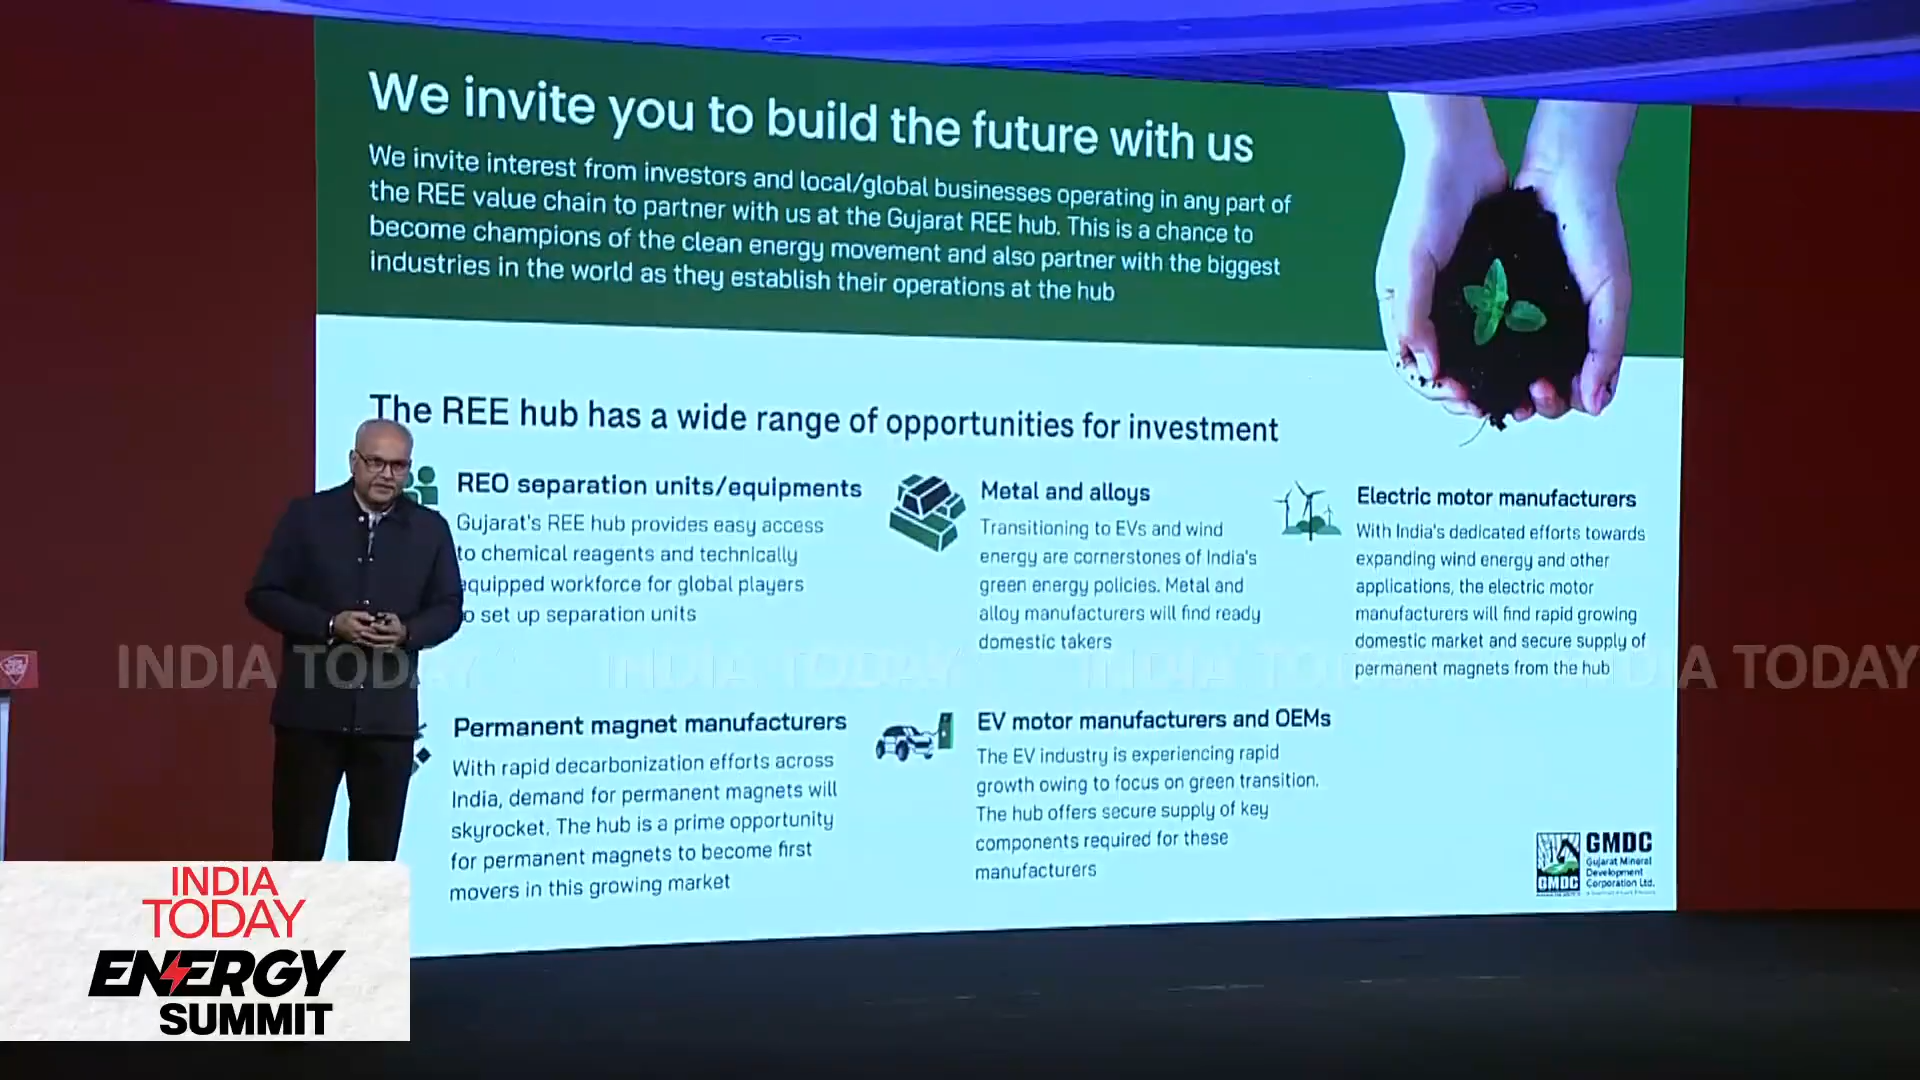 We invite you to build the future with us
We invite interest from investors and local/global businesses operating in any part of
the REE value chain to partner with us at the Gujarat REE hub. This is a chance to
become champions of the clean energy movement and also partner with the biggest
industries in the world as they establish their operations at the hub
The REE hub has a wide range of opportunities for investment
REO separation units/equipments
Gujarat's REE hub provides easy access
to chemical reagents and technically
equipped workforce for global players
to set up separation units
Metal and alloys
Transitioning to EVs and wind
energy are cornerstones of India's
green energy policies. Metal and
alloy manufacturers will find ready
domestic takers
Electric motor manufacturers
With India's dedicated efforts towards
expanding wind energy and other
applications, the electric motor
manufacturers will find rapid growing
domestic market and secure supply of
permanent magnets from the hub
INDIA TODAY INDIA TODAY INDIA TODAY INDIA TODAY
Permanent magnet manufacturers
With rapid decarbonization efforts across
India, demand for permanent magnets will
skyrocket. The hub is a prime opportunity
for permanent magnets to become first
movers in this growing market
EV motor manufacturers and OEMs
The EV industry is experiencing rapid
growth owing to focus on green transition.
The hub offers secure supply of key
components required for these
manufacturers
GMDC
GMDC
Gujarat Mineral
Development
Corporation Ltd.
INDIA
TODAY
ENERGY
SUMMIT